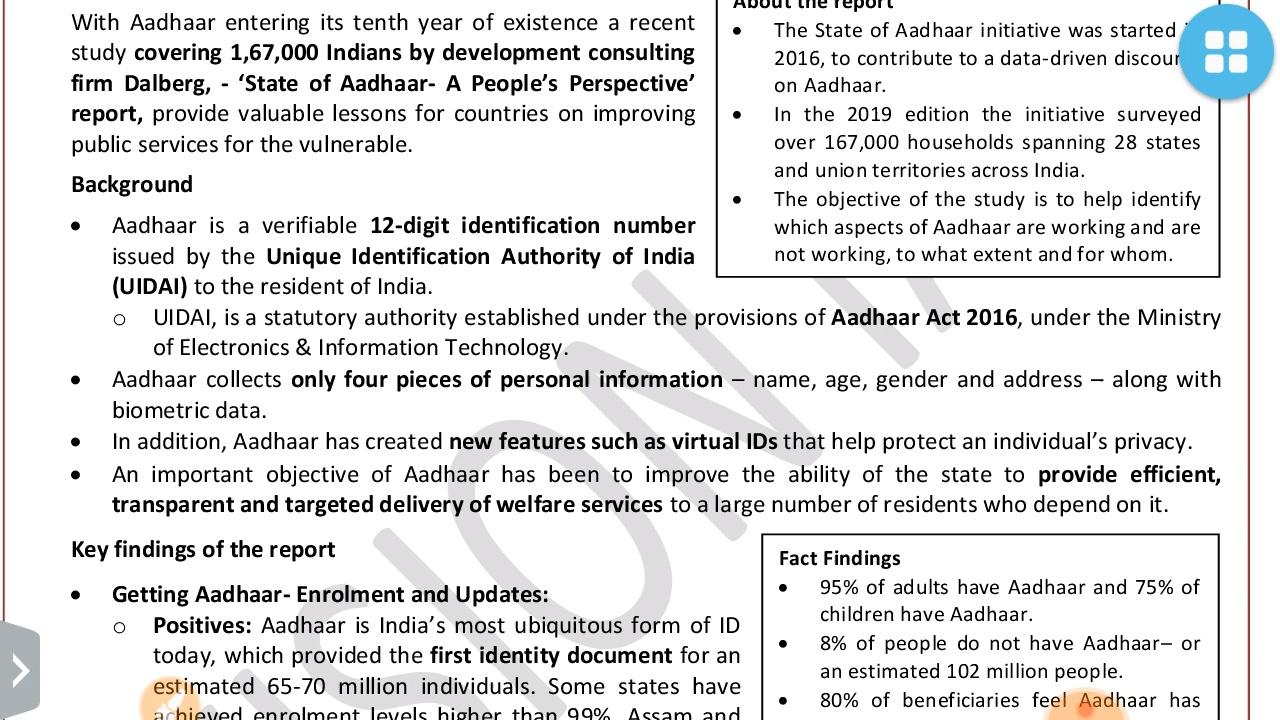 With Aadhaar entering its tenth year of existence a recent
study covering 1,67,000 Indians by development consulting
firm Dalberg, - ‘State of Aadhaar- A People’s Perspective’
report, provide valuable lessons for countries on improving
public services for the vulnerable.
About the report
• The State of Aadhaar initiative was started
2016, to contribute to a data-driven
on Aadhaar.
• In the 2019 edition the initiative surveyed
over 167,000 households spanning 28 states
and union territories across India.
• The objective of the study is to help identify
which aspects of Aadhaar are working and are
not working, to what extent and for whom.
Background
• Aadhaar is a verifiable 12-digit identification number
issued by the Unique Identification Authority of India
(UIDAI) to the resident of India.
o UIDAI, is a statutory authority established under the provisions of Aadhaar Act 2016, under the Ministry
of Electronics & Information Technology.
• Aadhaar collects only four pieces of personal information – name, age, gender and address – along with
biometric data.
• In addition, Aadhaar has created new features such as virtual IDs that help protect an individual’s privacy.
• An important objective of Aadhaar has been to improve the ability of the state to provide efficient,
transparent and targeted delivery of welfare services to a large number of residents who depend on it.
Key findings of the report
• Getting Aadhaar- Enrolment and Updates:
o Positives: Aadhaar is India’s most ubiquitous form of ID
today, which provided the first identity document for an
estimated 65-70 million individuals. Some states have
achieved enrolment levels higher than 99%. Assam and
Fact Findings
• 95% of adults have Aadhaar and 75% of
children have Aadhaar.
• 8% of people do not have Aadhaar– or
an estimated 102 million people.
• 80% of beneficiaries feel Aadhaar has